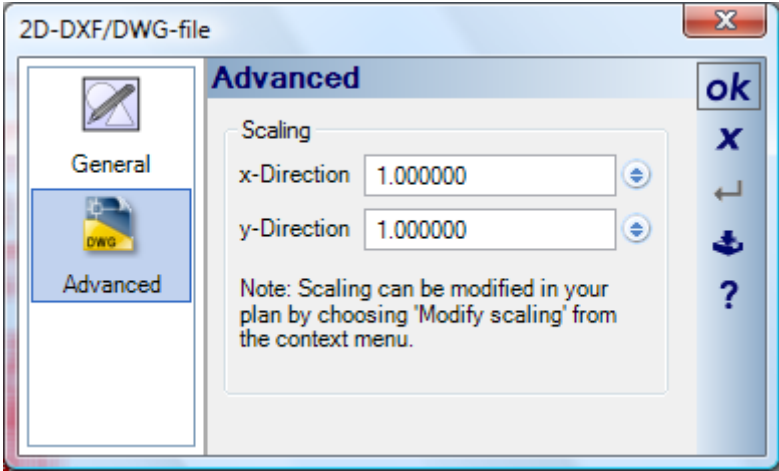 2D-DXF/DWG-file
General
DWG
Advanced
Advanced
Scaling
x-Direction 1.000000
y-Direction 1.000000
Note: Scaling can be modified in your
plan by choosing 'Modify scaling' from
the context menu.
ok
x
?